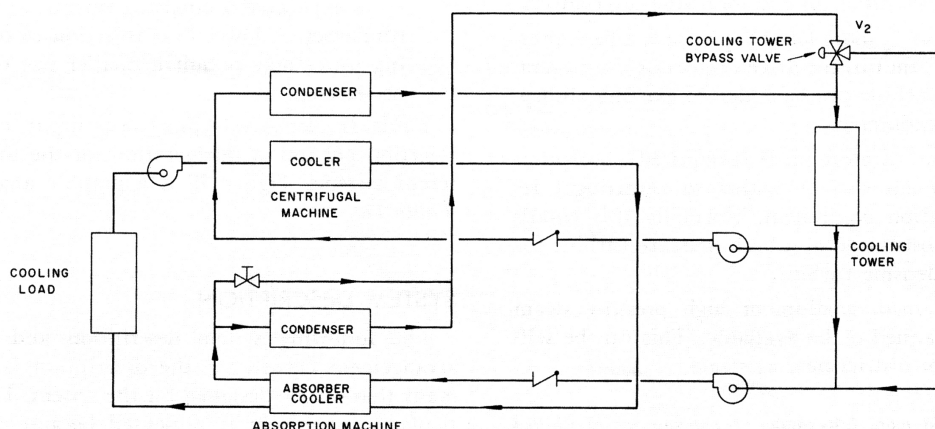 V2
COOLING TOWER
BYPASS VALVE
CONDENSER
COOLER
CENTRIFUGAL
MACHINE
COOLING
TOWER
COOLING
LOAD
CONDENSER
ABSORBER
COOLER
ABSORPTION MACHINE